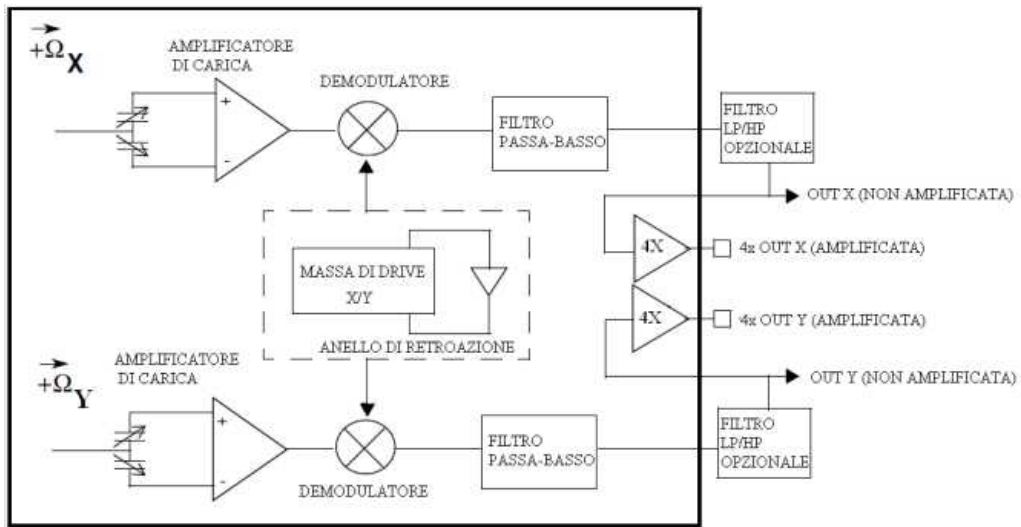 +Ω X
AMPLIFICATORE
DI CARICA
+
-
DEMODULATORE
FILTRO
PASSA-BASSO
FILTRO
LP/HP
OPZIONALE
OUT X (NON AMPLIFICATA)
4X
4x OUT X (AMPLIFICATA)
MASSA DI DRIVE
X/Y
ANELLO DI RETROAZIONE
4X
4x OUT Y (AMPLIFICATA)
OUT Y (NON AMPLIFICATA)
+Ω Y
AMPLIFICATORE
DI CARICA
+
-
DEMODULATORE
FILTRO
PASSA-BASSO
FILTRO
LP/HP
OPZIONALE